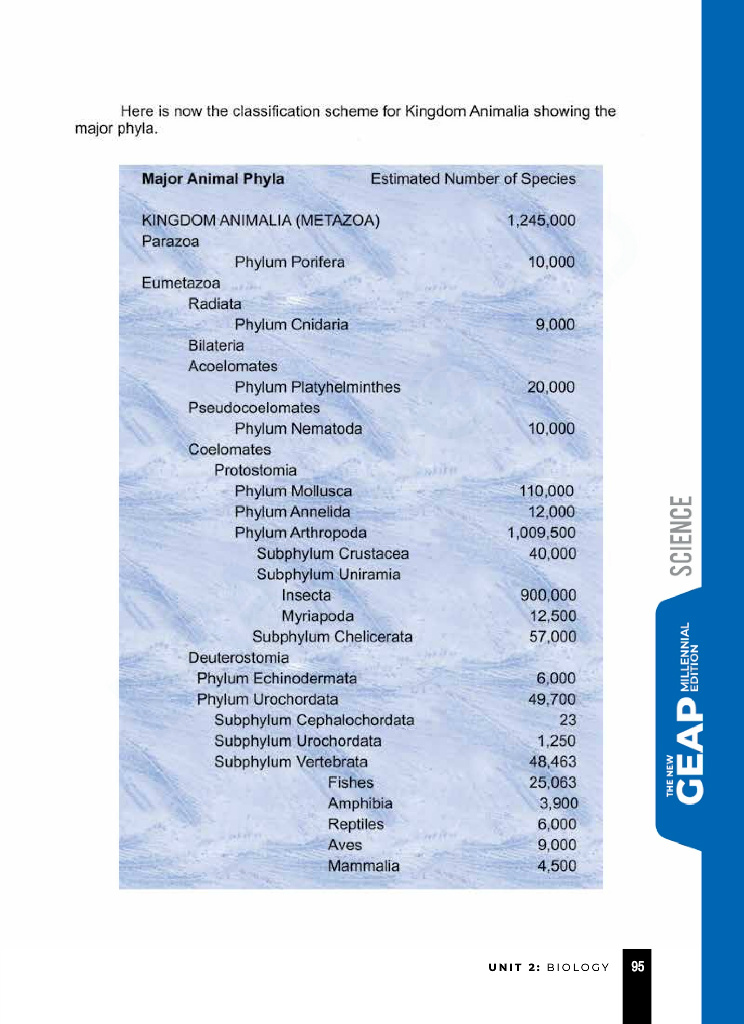 Here is now the classification scheme for Kingdom Animalia showing the
major phyla.
Major Animal Phyla Estimated Number of Species
KINGDOM ANIMALIA (METAZOA) 1,245,000
Parazoa
Phylum Porifera 10,000
Eumetazoa
Radiata
Phylum Cnidaria 9,000
Bilateria
Acoelomates
Phylum Platyhelminthes 20,000
Pseudocoelomates
Phylum Nematoda 10,000
Coelomates
Protostomia
Phylum Mollusca 110,000
Phylum Annelida 12,000
Phylum Arthropoda 1,009,500
Subphylum Crustacea 40,000
Subphylum Uniramia
Insecta 900,000
Myriapoda 12,500
Subphylum Chelicerata 57,000
Deuterostomia
Phylum Echinodermata 6,000
Phylum Urochordata 49,700
Subphylum Cephalochordata 23
Subphylum Urochordata 1,250
Subphylum Vertebrata 48,463
Fishes 25,063
Amphibia 3,900
Reptiles 6,000
Aves 9,000
Mammalia 4,500
SCIENCE
THE NEW
GEAP
MILLENNIAL
EDITION
UNIT 2: BIOLOGY 95